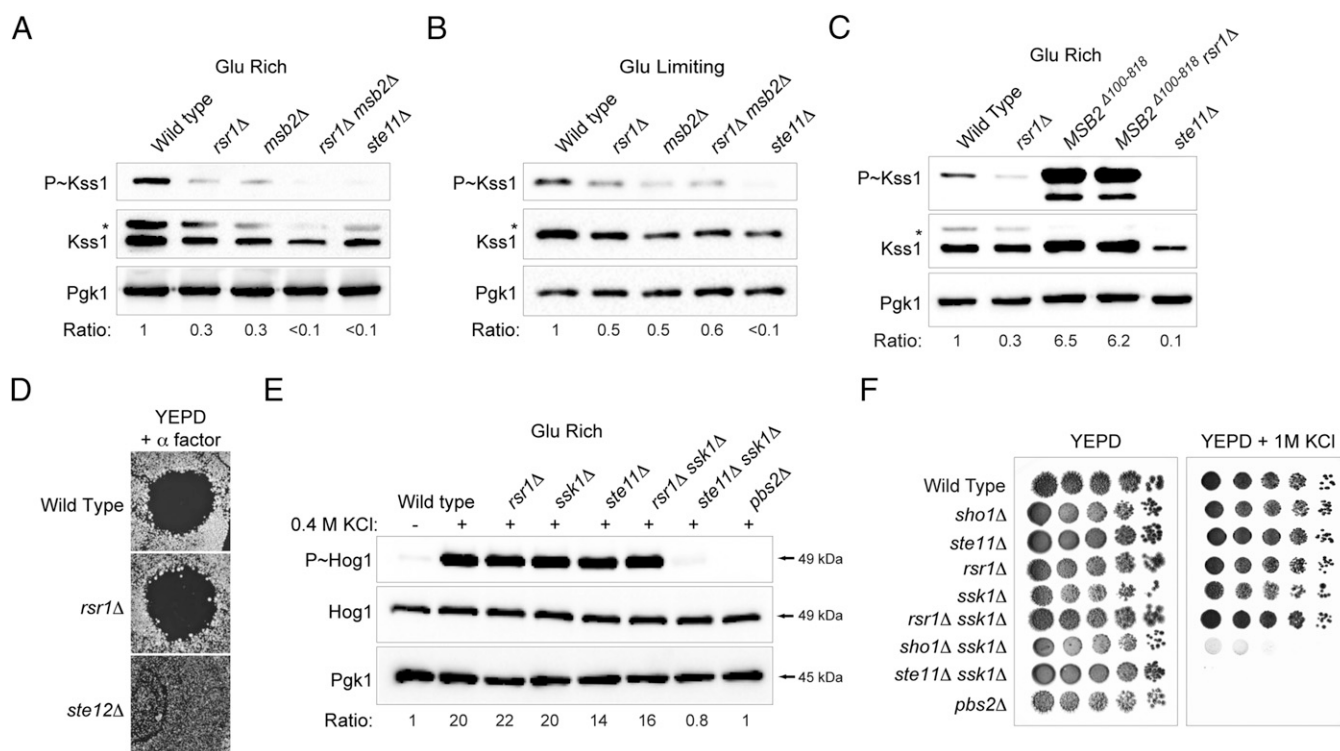 A
Glu Rich
Wild type
rsr1Δ
msb2Δ
rsr1Δ msb2Δ
ste11Δ
P~Kss1
*
Kss1
Pgk1
Ratio: 1 0.3 0.3 <0.1 <0.1
B
Glu Limiting
Wild type
rsr1Δ
msb2Δ
rsr1Δ msb2Δ
ste11Δ
P~Kss1
*
Kss1
Pgk1
Ratio: 1 0.5 0.5 0.6 <0.1
C
Glu Rich
Wild Type
rsr1Δ
MSB2 Δ100-818
MSB2 Δ100-818 rsr1Δ
ste11Δ
P~Kss1
*
Kss1
Pgk1
Ratio: 1 0.3 6.5 6.2 0.1
D
YEPD
+ α factor
Wild Type
rsr1Δ
ste12Δ
E
Glu Rich
Wild type
rsr1Δ
ssk1Δ
ste11Δ
rsr1Δ ssk1Δ
ste11Δ ssk1Δ
pbs2Δ
0.4 M KCl: - + + + + + + +
P~Hog1 ← 49 kDa
Hog1 ← 49 kDa
Pgk1 ← 45 kDa
Ratio: 1 20 22 20 14 16 0.8 1
F
YEPD YEPD + 1M KCl
Wild Type
sho1Δ
ste11Δ
rsr1Δ
ssk1Δ
rsr1Δ ssk1Δ
sho1Δ ssk1Δ
ste11Δ ssk1Δ
pbs2Δ